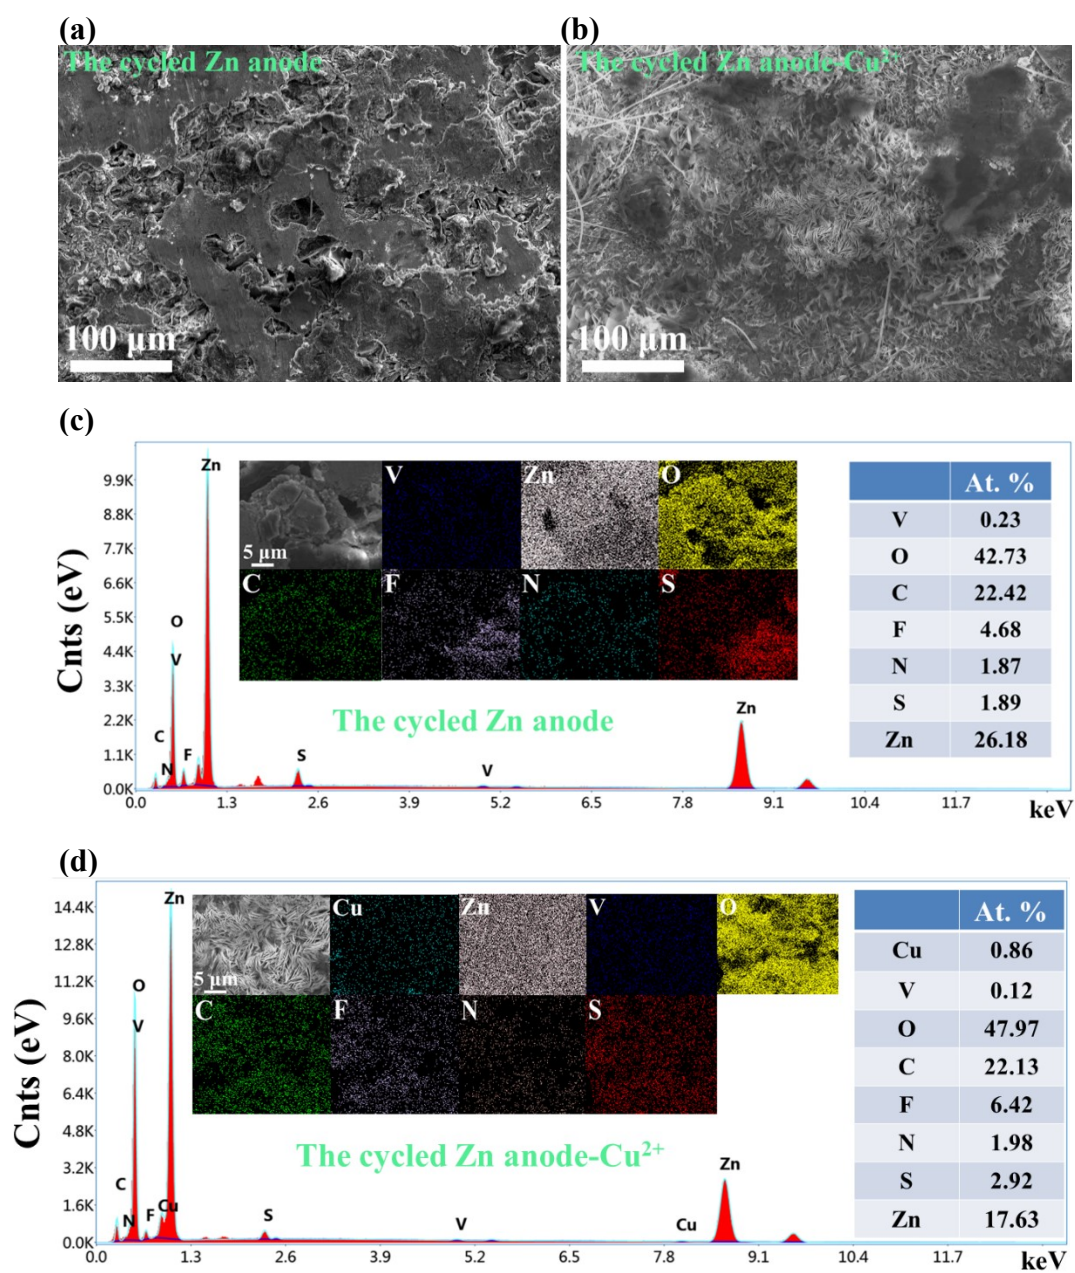 (a)
(b)
The cycled Zn anode
The cycled Zn anode-Cu²⁺
100 μm
100 μm
(c)
Cnts (eV)
9.9K
8.8K
7.7K
6.6K
5.5K
4.4K
3.3K
2.2K
1.1K
0.0K
Zn
O
V
C
N
F
S
V
Zn
5 μm
V
Zn
O
C
F
N
S
The cycled Zn anode
At. %
V 0.23
O 42.73
C 22.42
F 4.68
N 1.87
S 1.89
Zn 26.18
0.0 1.3 2.6 3.9 5.2 6.5 7.8 9.1 10.4 11.7
keV
(d)
Cnts (eV)
14.4K
12.8K
11.2K
9.6K
8.0K
6.4K
4.8K
3.2K
1.6K
0.0K
Zn
O
V
C
N
F
Cu
S
V
Cu
Zn
5 μm
Cu
Zn
V
O
C
F
N
S
The cycled Zn anode-Cu²⁺
At. %
Cu 0.86
V 0.12
O 47.97
C 22.13
F 6.42
N 1.98
S 2.92
Zn 17.63
0.0 1.3 2.6 3.9 5.2 6.5 7.8 9.1 10.4 11.7
keV